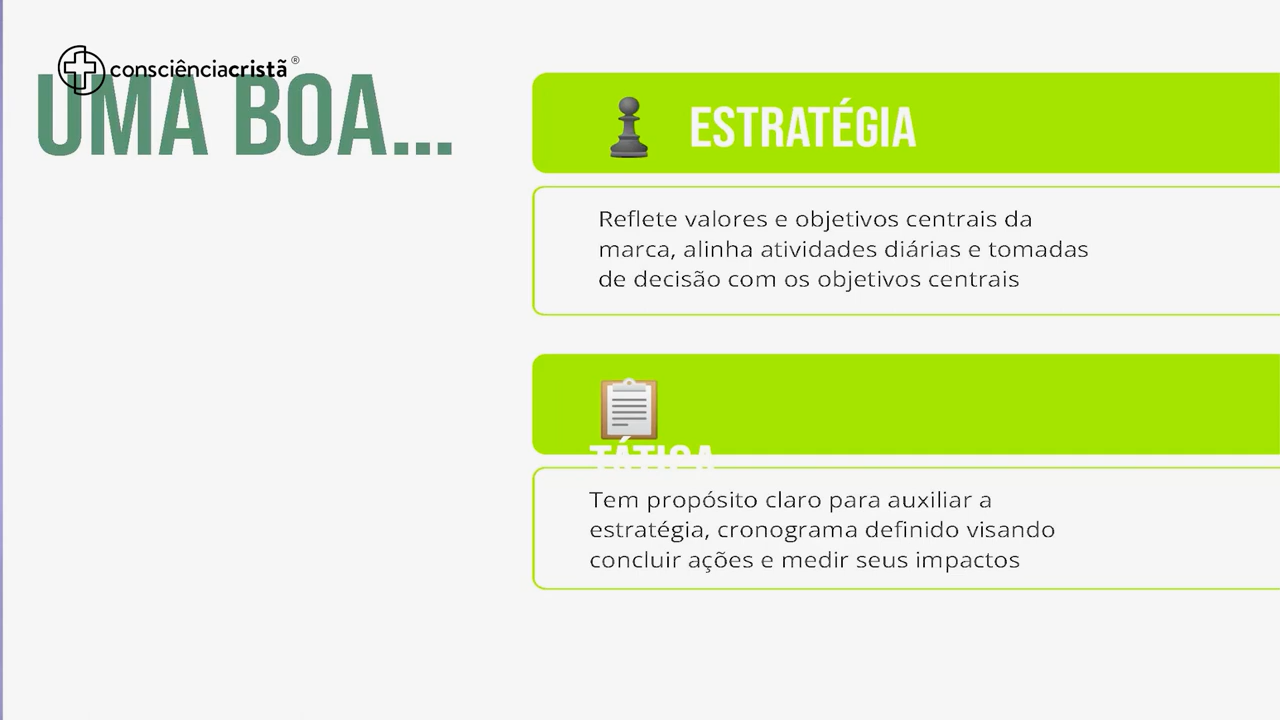 consciênciacristã®
UMA BOA...
ESTRATÉGIA
Reflete valores e objetivos centrais da
marca, alinha atividades diárias e tomadas
de decisão com os objetivos centrais
TÁTICA
Tem propósito claro para auxiliar a
estratégia, cronograma definido visando
concluir ações e medir seus impactos